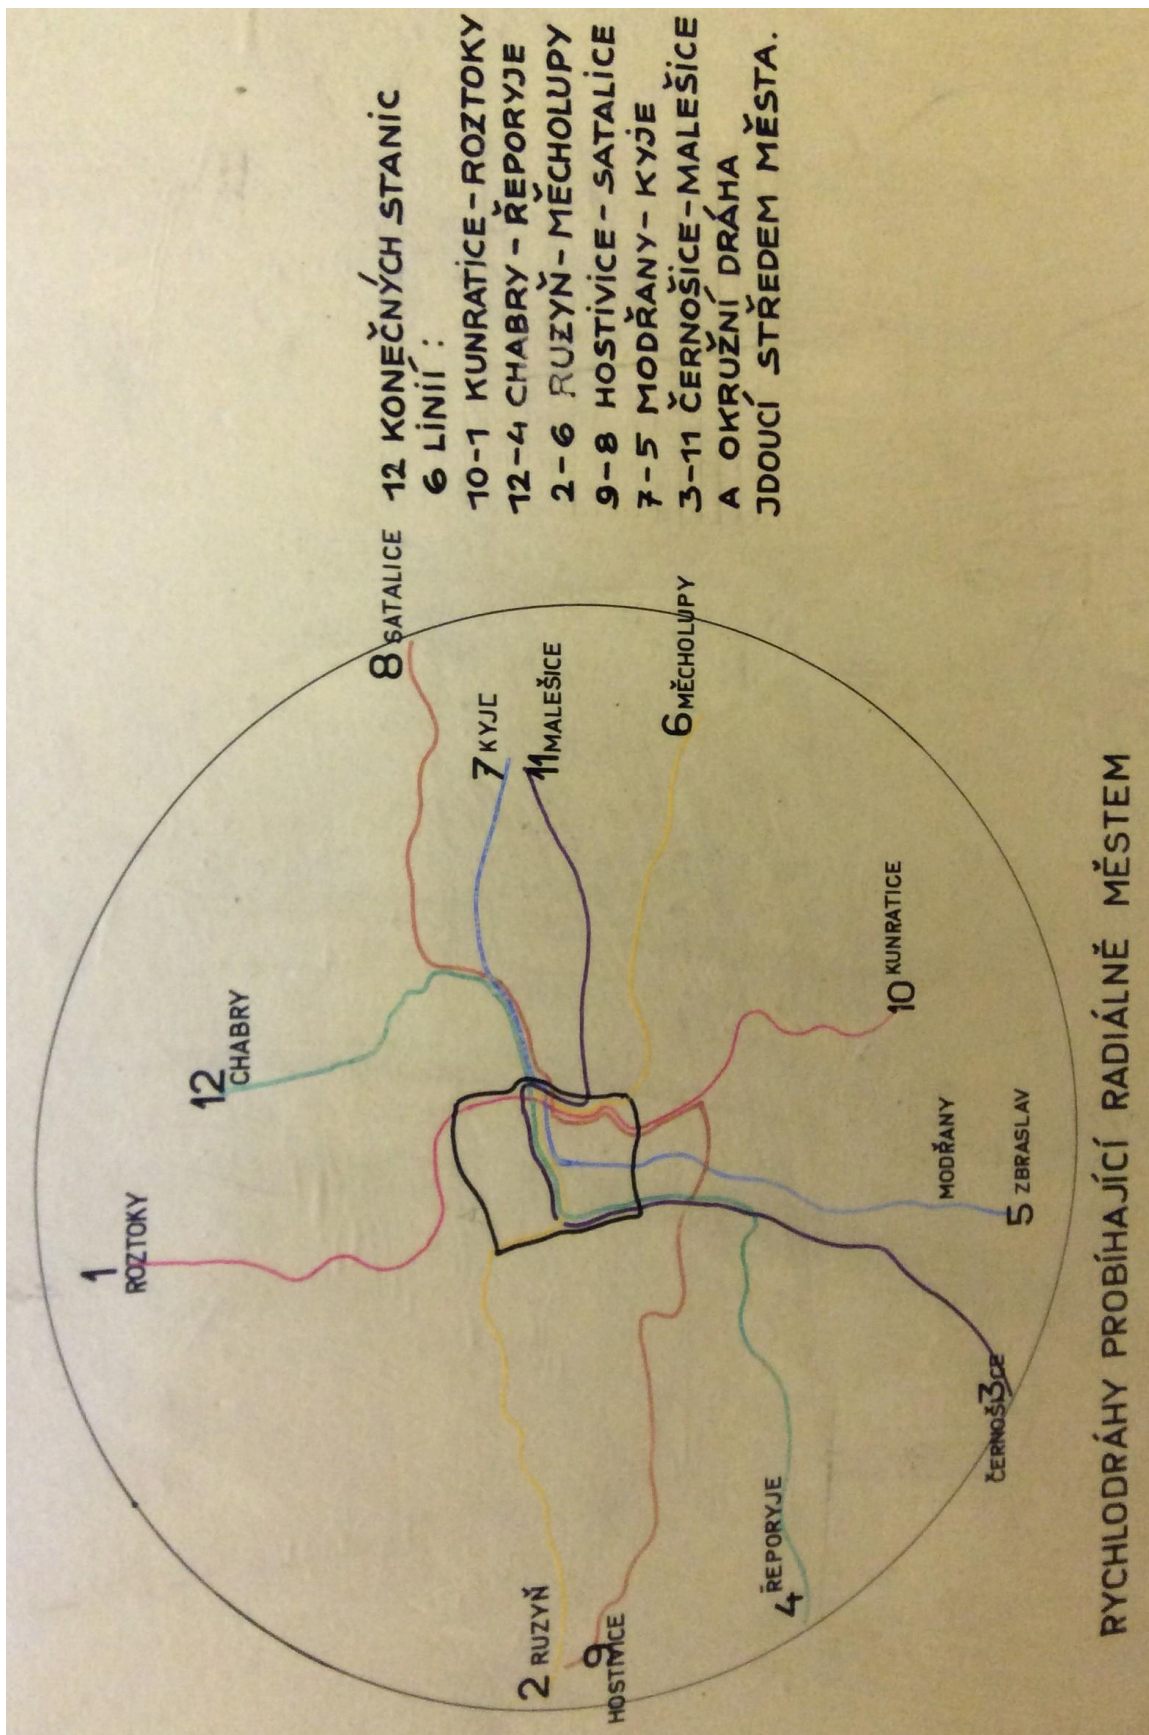 12 KONEČNÝCH STANIC
6 LINIÍ :
10-1 KUNRATICE-ROZTOKY
12-4 CHABRY - ŘEPORYJE
2-6 RUZYŇ-MĚCHOLUPY
9-8 HOSTIVICE-SATALICE
7-5 MODŘANY-KYJE
3-11 ČERNOŠICE-MALEŠICE
A OKRUŽNÍ DRÁHA
JDOUCÍ STŘEDEM MĚSTA.
1
ROZTOKY
12
CHABRY
8 SATALICE
7 KYJE
11 MALEŠICE
6 MĚCHOLUPY
10 KUNRATICE
MODŘANY
5 ZBRASLAV
3
ČERNOŠICE
4 ŘEPORYJE
2 RUZYŇ
9
HOSTIVICE
RYCHLODRÁHY PROBÍHAJÍCÍ RADIÁLNĚ MĚSTEM